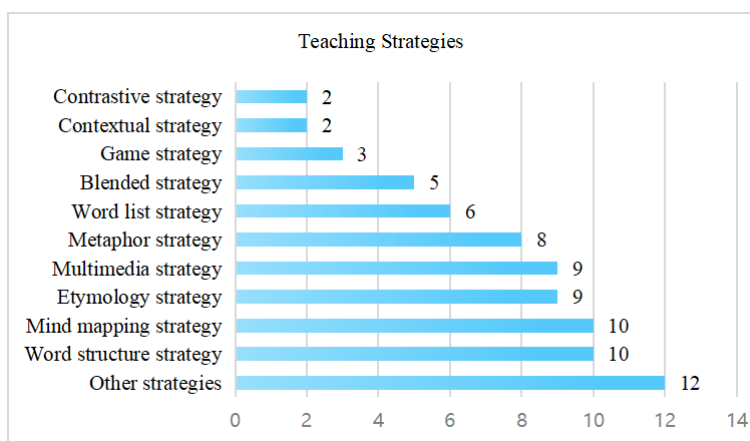 Teaching Strategies
Contrastive strategy 2
Contextual strategy 2
Game strategy 3
Blended strategy 5
Word list strategy 6
Metaphor strategy 8
Multimedia strategy 9
Etymology strategy 9
Mind mapping strategy 10
Word structure strategy 10
Other strategies 12
0 2 4 6 8 10 12 14